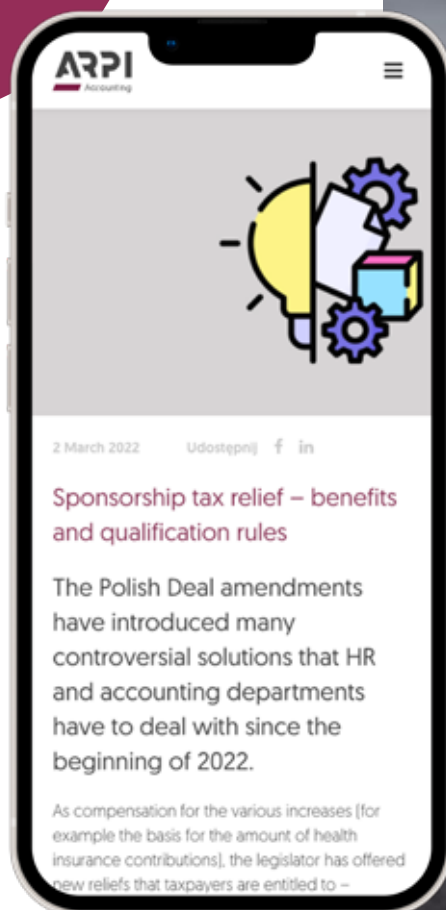 ARPI
Accounting
2 March 2022 Udostępnij f in
Sponsorship tax relief – benefits
and qualification rules
The Polish Deal amendments
have introduced many
controversial solutions that HR
and accounting departments
have to deal with since the
beginning of 2022.
As compensation for the various increases (for
example the basis for the amount of health
insurance contributions), the legislator has offered
new reliefs that taxpayers are entitled to –